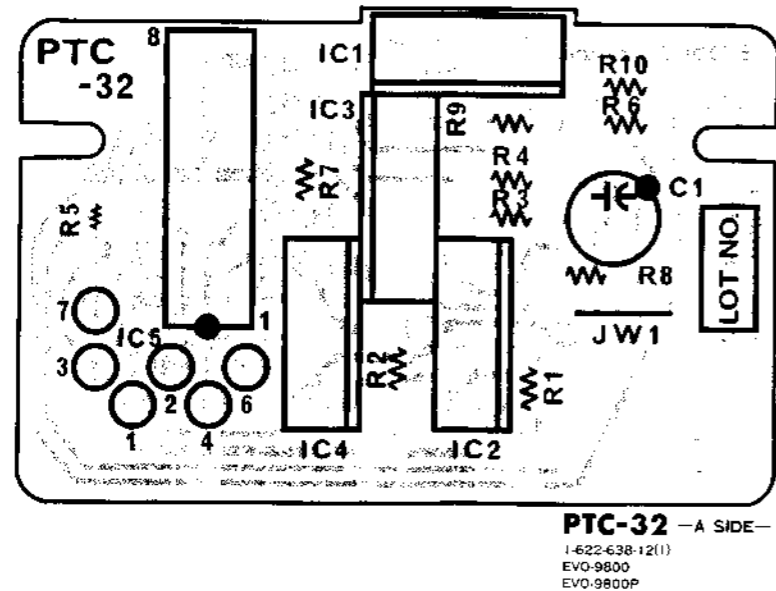 PTC
-32
8
IC1
R10
R6
IC3
R9
R4
R3
R7
C1
R5
R8
LOT NO.
7
IC5
1
JW1
3
2
6
R2
R1
1
4
IC4
IC2
PTC-32 -A SIDE-
1-622-638-12(1)
EVO-9800
EVO-9800P